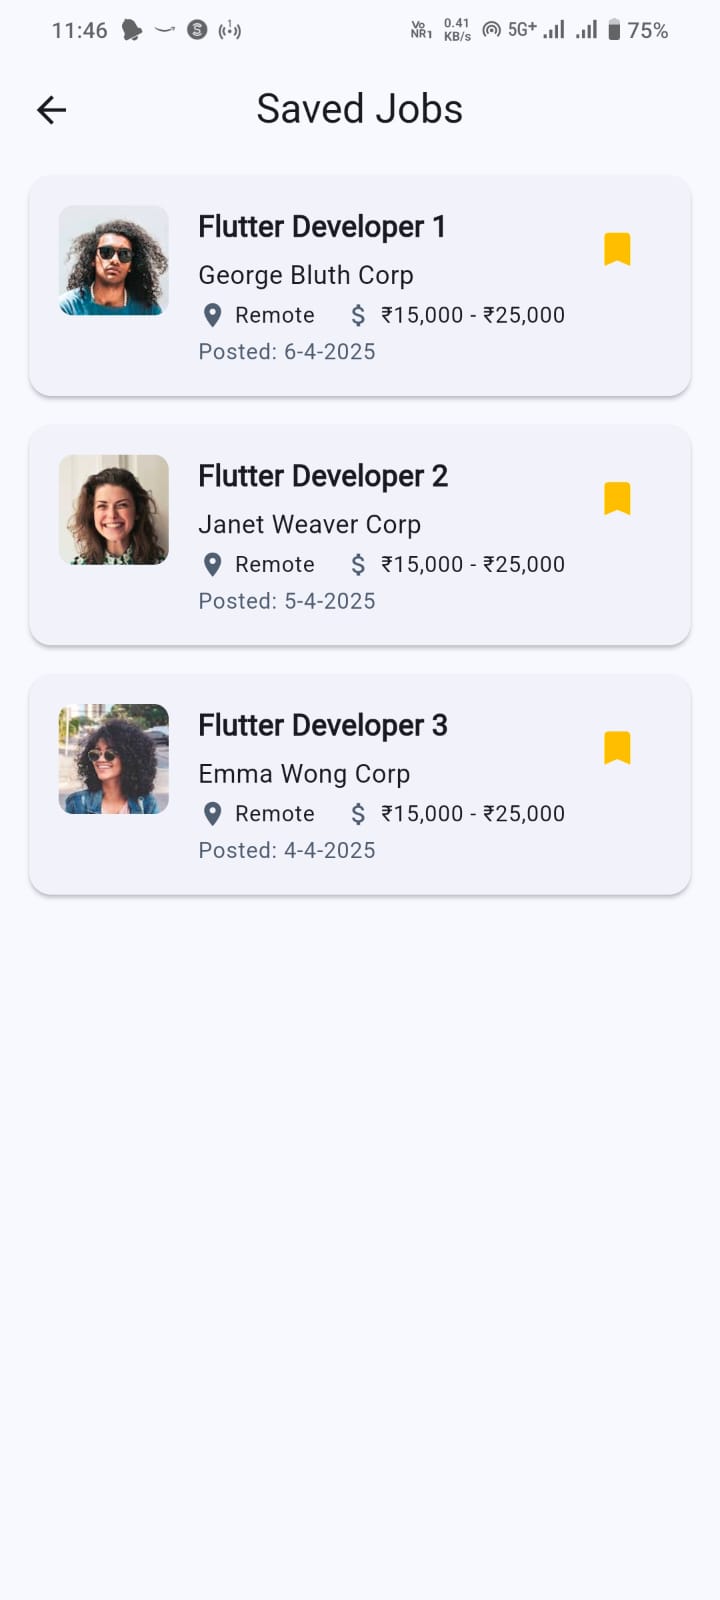 11:46 Vo NR1 0.41 KB/s 5G+ 75%
Saved Jobs
Flutter Developer 1
George Bluth Corp
Remote $ ₹15,000 - ₹25,000
Posted: 6-4-2025
Flutter Developer 2
Janet Weaver Corp
Remote $ ₹15,000 - ₹25,000
Posted: 5-4-2025
Flutter Developer 3
Emma Wong Corp
Remote $ ₹15,000 - ₹25,000
Posted: 4-4-2025